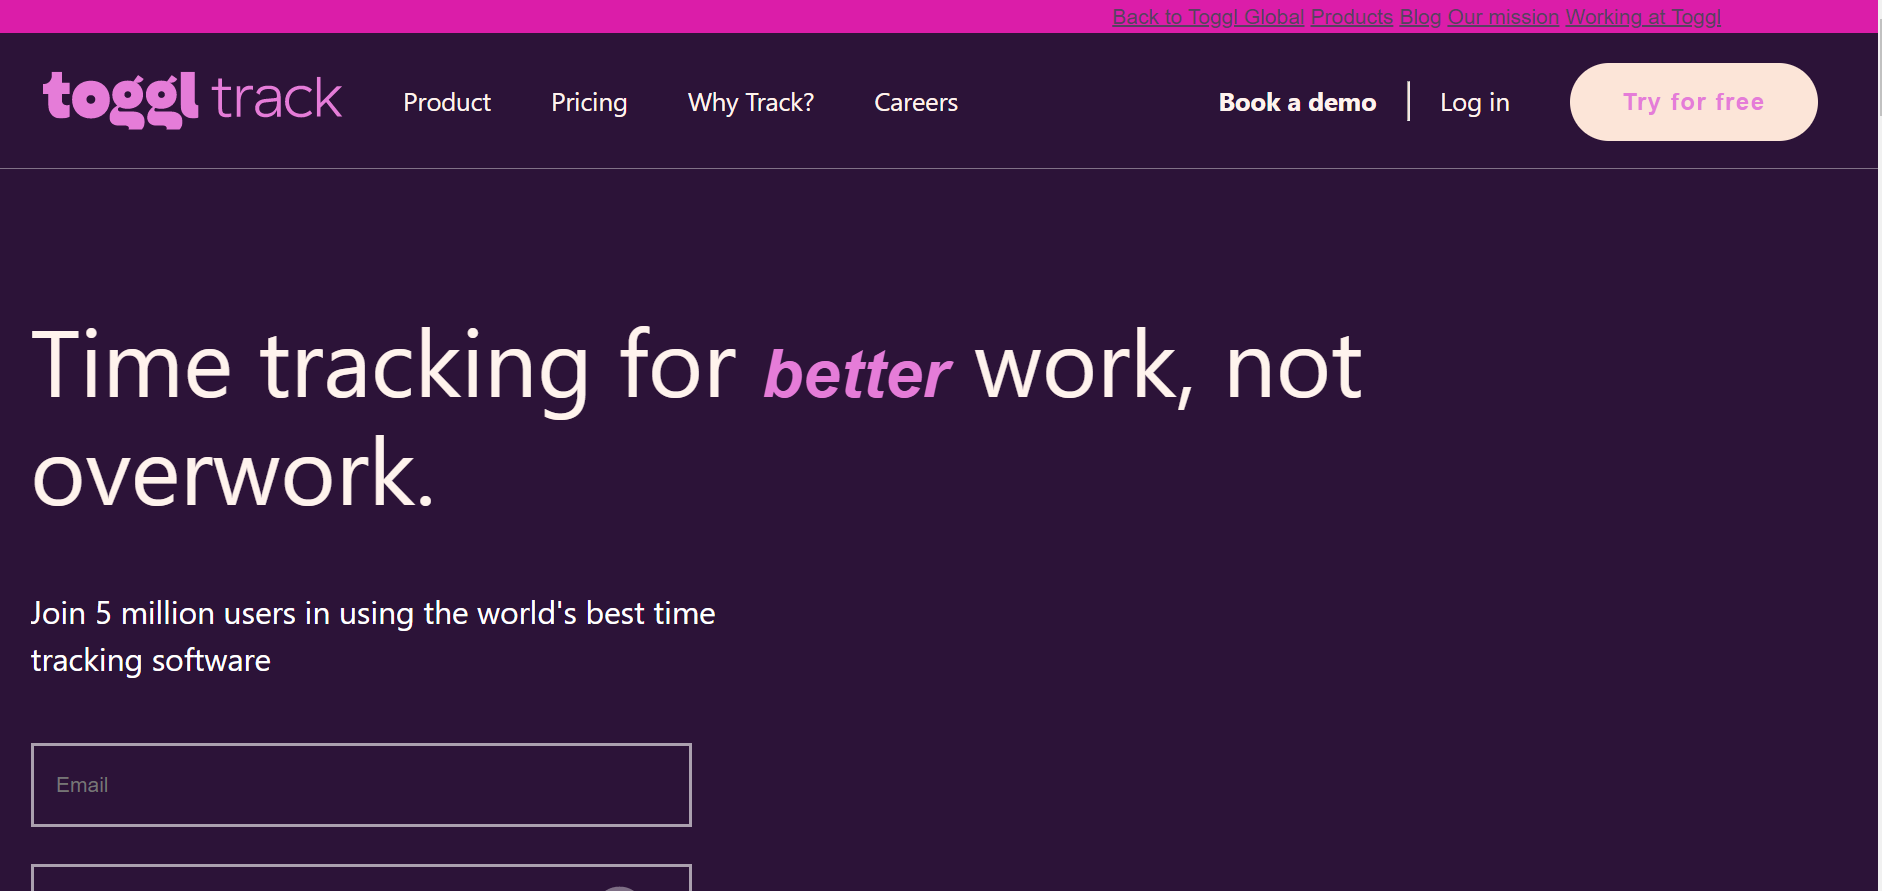 Back to Toggl Global Products Blog Our mission Working at Toggl
toggl track Product Pricing Why Track? Careers Book a demo Log in Try for free
Time tracking for better work, not
overwork.
Join 5 million users in using the world's best time
tracking software
Email